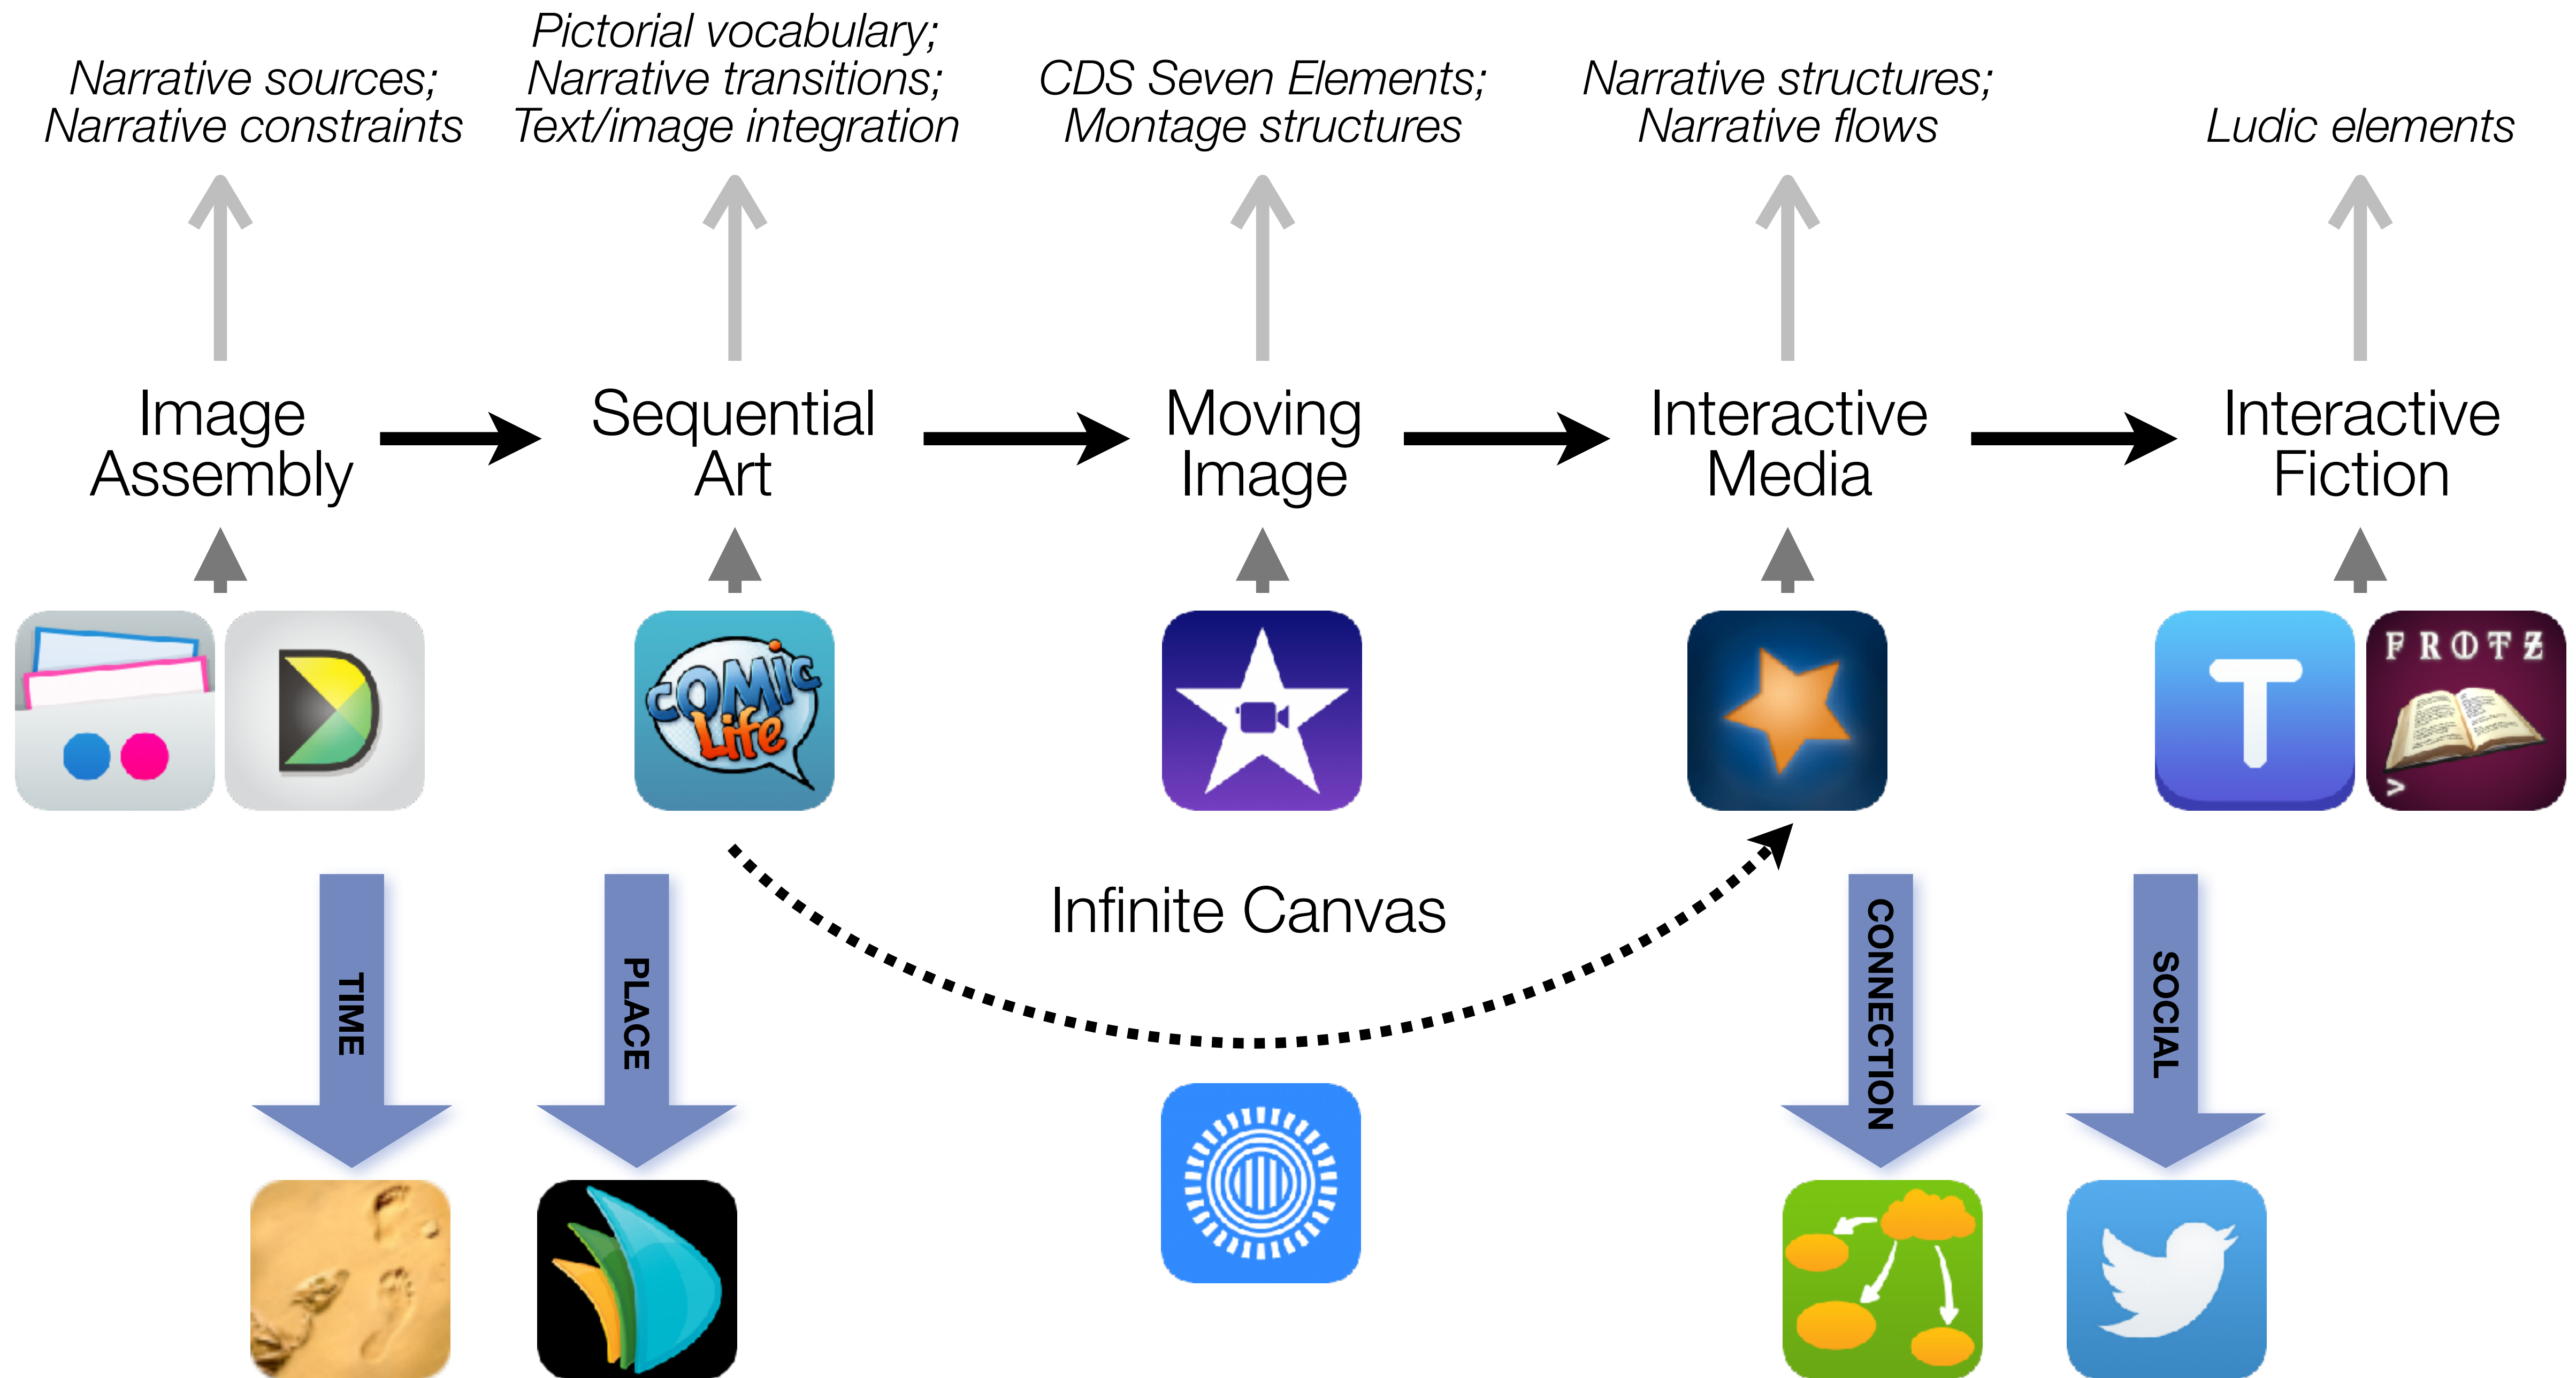 Narrative sources;
Narrative constraints
Pictorial vocabulary;
Narrative transitions;
Text/image integration
CDS Seven Elements;
Montage structures
Narrative structures;
Narrative flows
Ludic elements
Image
Assembly
Sequential
Art
Moving
Image
Interactive
Media
Interactive
Fiction
COMiC
Life
T
FROTZ
>
Infinite Canvas
TIME
PLACE
CONNECTION
SOCIAL